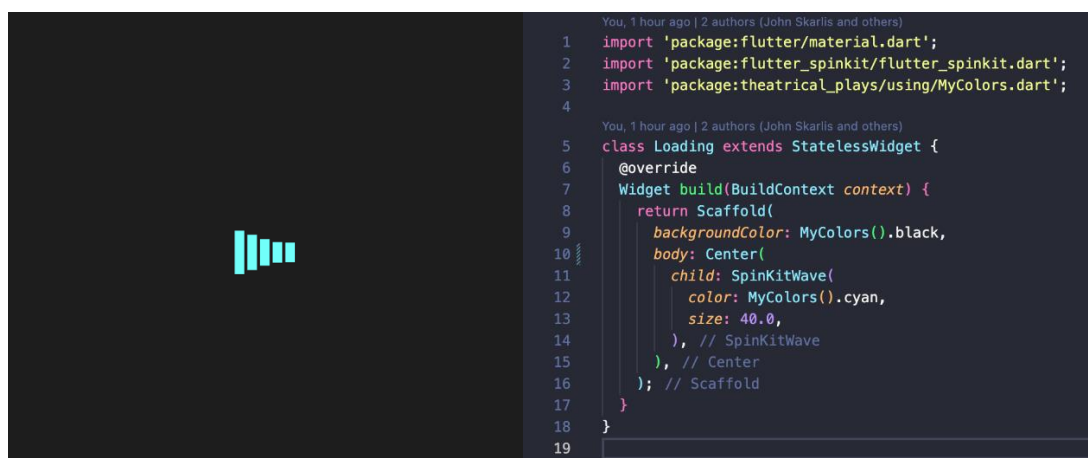 You, 1 hour ago | 2 authors (John Skarlis and others)
1 import 'package:flutter/material.dart';
2 import 'package:flutter_spinkit/flutter_spinkit.dart';
3 import 'package:theatrical_plays/using/MyColors.dart';
4
You, 1 hour ago | 2 authors (John Skarlis and others)
5 class Loading extends StatelessWidget {
6   @override
7   Widget build(BuildContext context) {
8     return Scaffold(
9       backgroundColor: MyColors().black,
10       body: Center(
11         child: SpinKitWave(
12           color: MyColors().cyan,
13           size: 40.0,
14         ), // SpinKitWave
15       ), // Center
16     ); // Scaffold
17   }
18 }
19